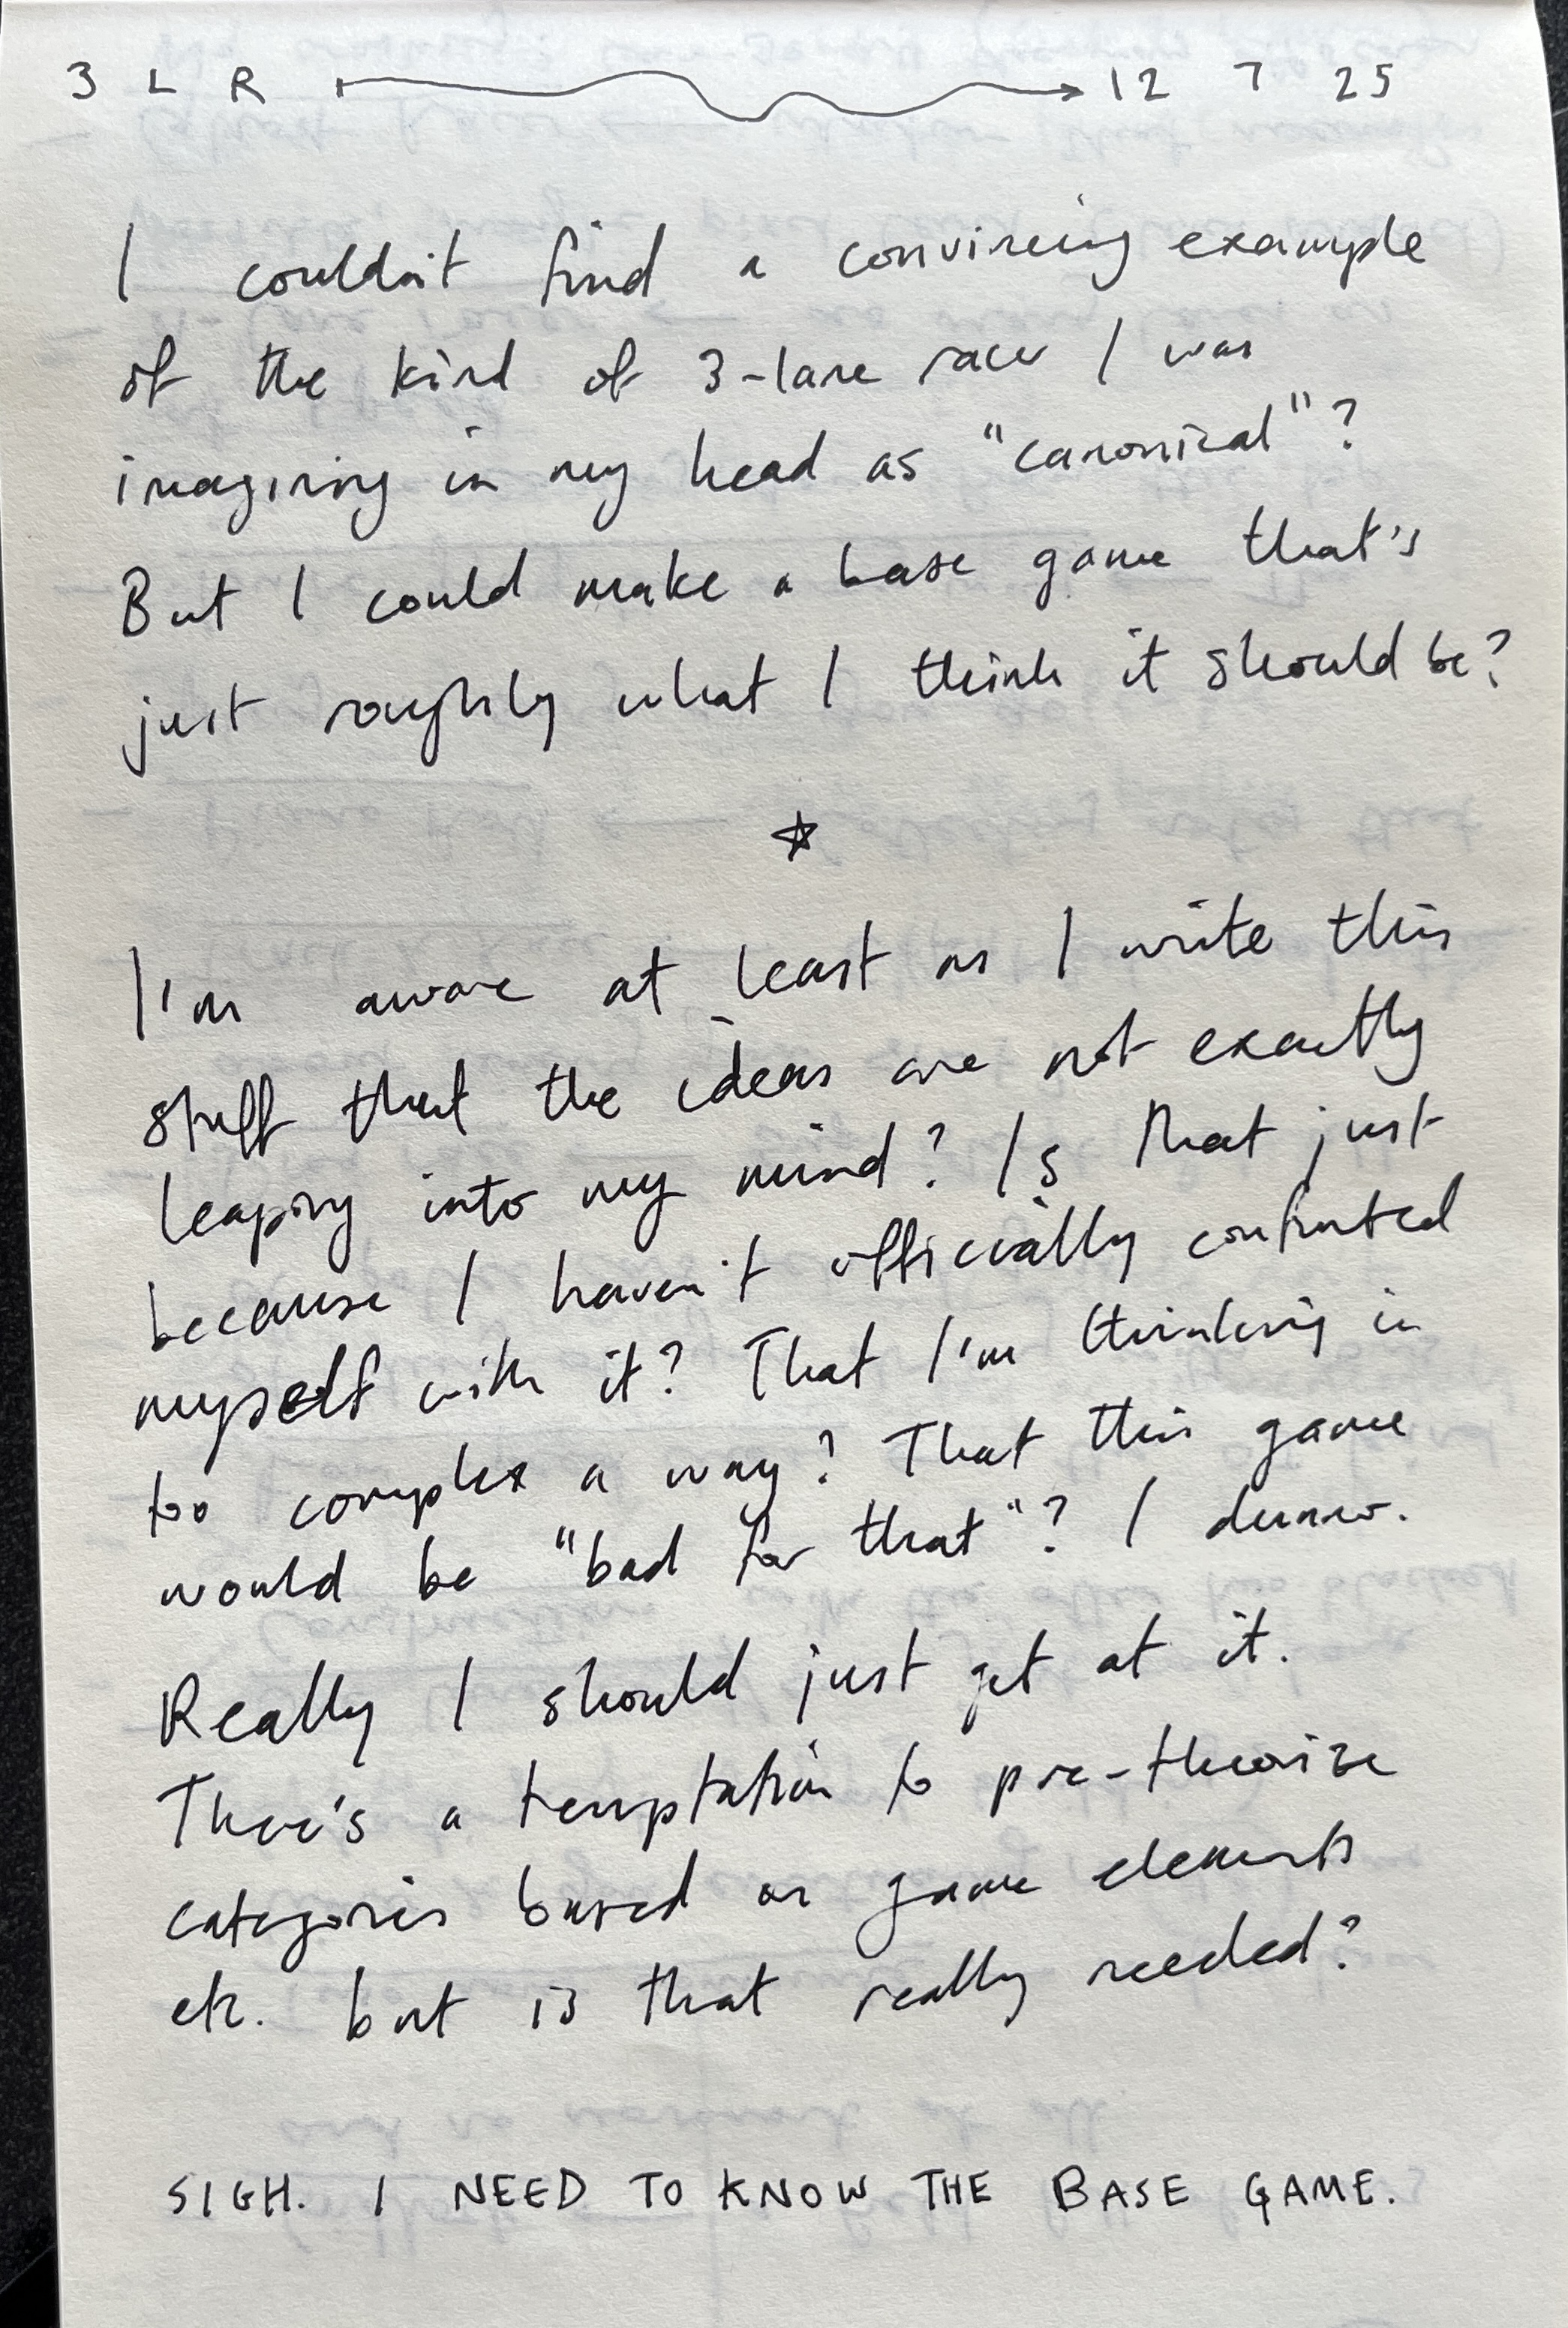 3 L R 12 7 25
I couldn't find a convincing example
of the kind of 3-lane racer I was
imagining in my head as "canonical"?
But I could make a base game that's
just roughly what I think it should be?
I'm aware at least as I write this
stuff that the ideas are not exactly
leaping into my mind? Is that just
because I haven't officially confronted
myself with it? That I'm thinking in
too complex a way? That this game
would be "bad for that"? I dunno.
Really I should just get at it.
There's a temptation to pre-theorize
categories based on game elements
etc. but is that really needed?
SIGH. I NEED TO KNOW THE BASE GAME.